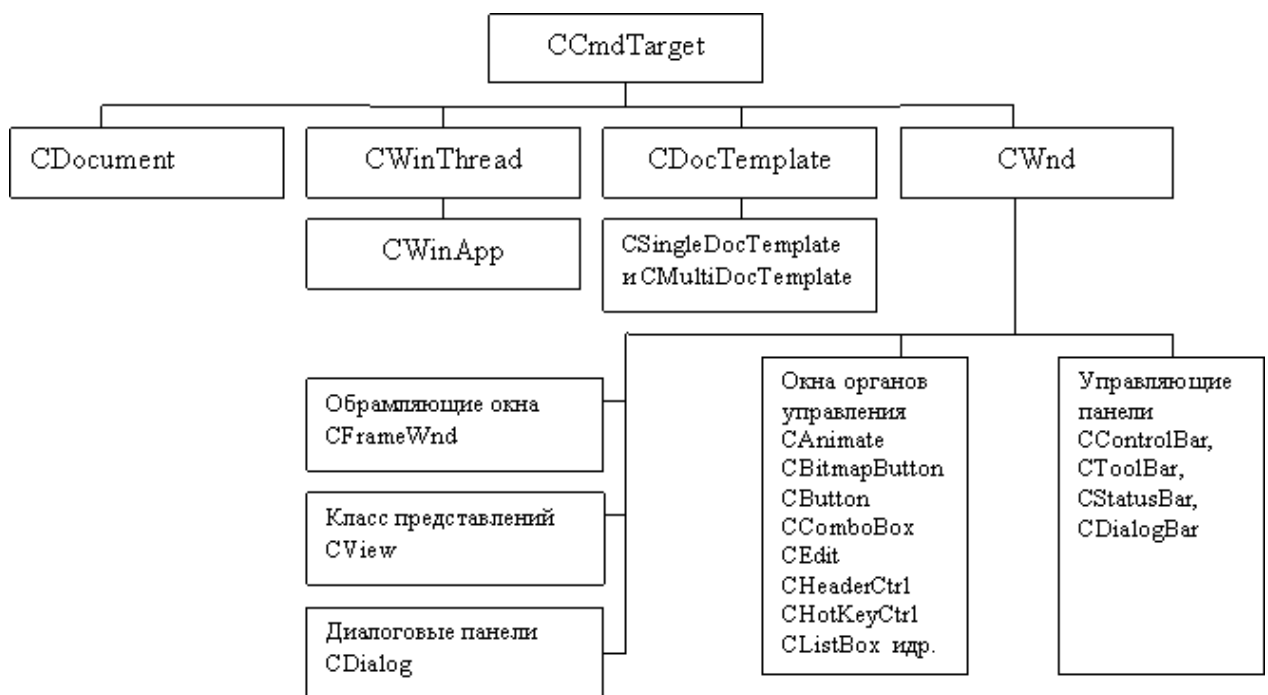 CCmdTarget
CDocument
CWinThread
CDocTemplate
CWnd
CWinApp
CSingleDocTemplate
и CMultiDocTemplate
Обрамляющие окна
CFrameWnd
Класс представлений
CView
Диалоговые панели
CDialog
Окна органов
управления
CAnimate
CBitmapButton
CButton
CComboBox
CEdit
CHeaderCtrl
CHotKeyCtrl
CListBox идр.
Управляющие
панели
CControlBar,
CToolBar,
CStatusBar,
CDialogBar